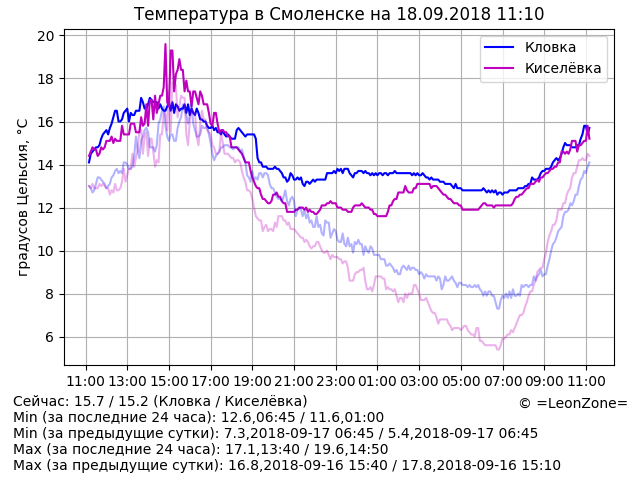 Температура в Смоленске на 18.09.2018 11:10
градусов Цельсия, °C
20
18
16
14
12
10
8
6
Кловка
Киселёвка
11:00 13:00 15:00 17:00 19:00 21:00 23:00 01:00 03:00 05:00 07:00 09:00 11:00
Сейчас: 15.7 / 15.2 (Кловка / Киселёвка)
© =LeonZone=
Min (за последние 24 часа): 12.6,06:45 / 11.6,01:00
Min (за предыдущие сутки): 7.3,2018-09-17 06:45 / 5.4,2018-09-17 06:45
Max (за последние 24 часа): 17.1,13:40 / 19.6,14:50
Max (за предыдущие сутки): 16.8,2018-09-16 15:40 / 17.8,2018-09-16 15:10